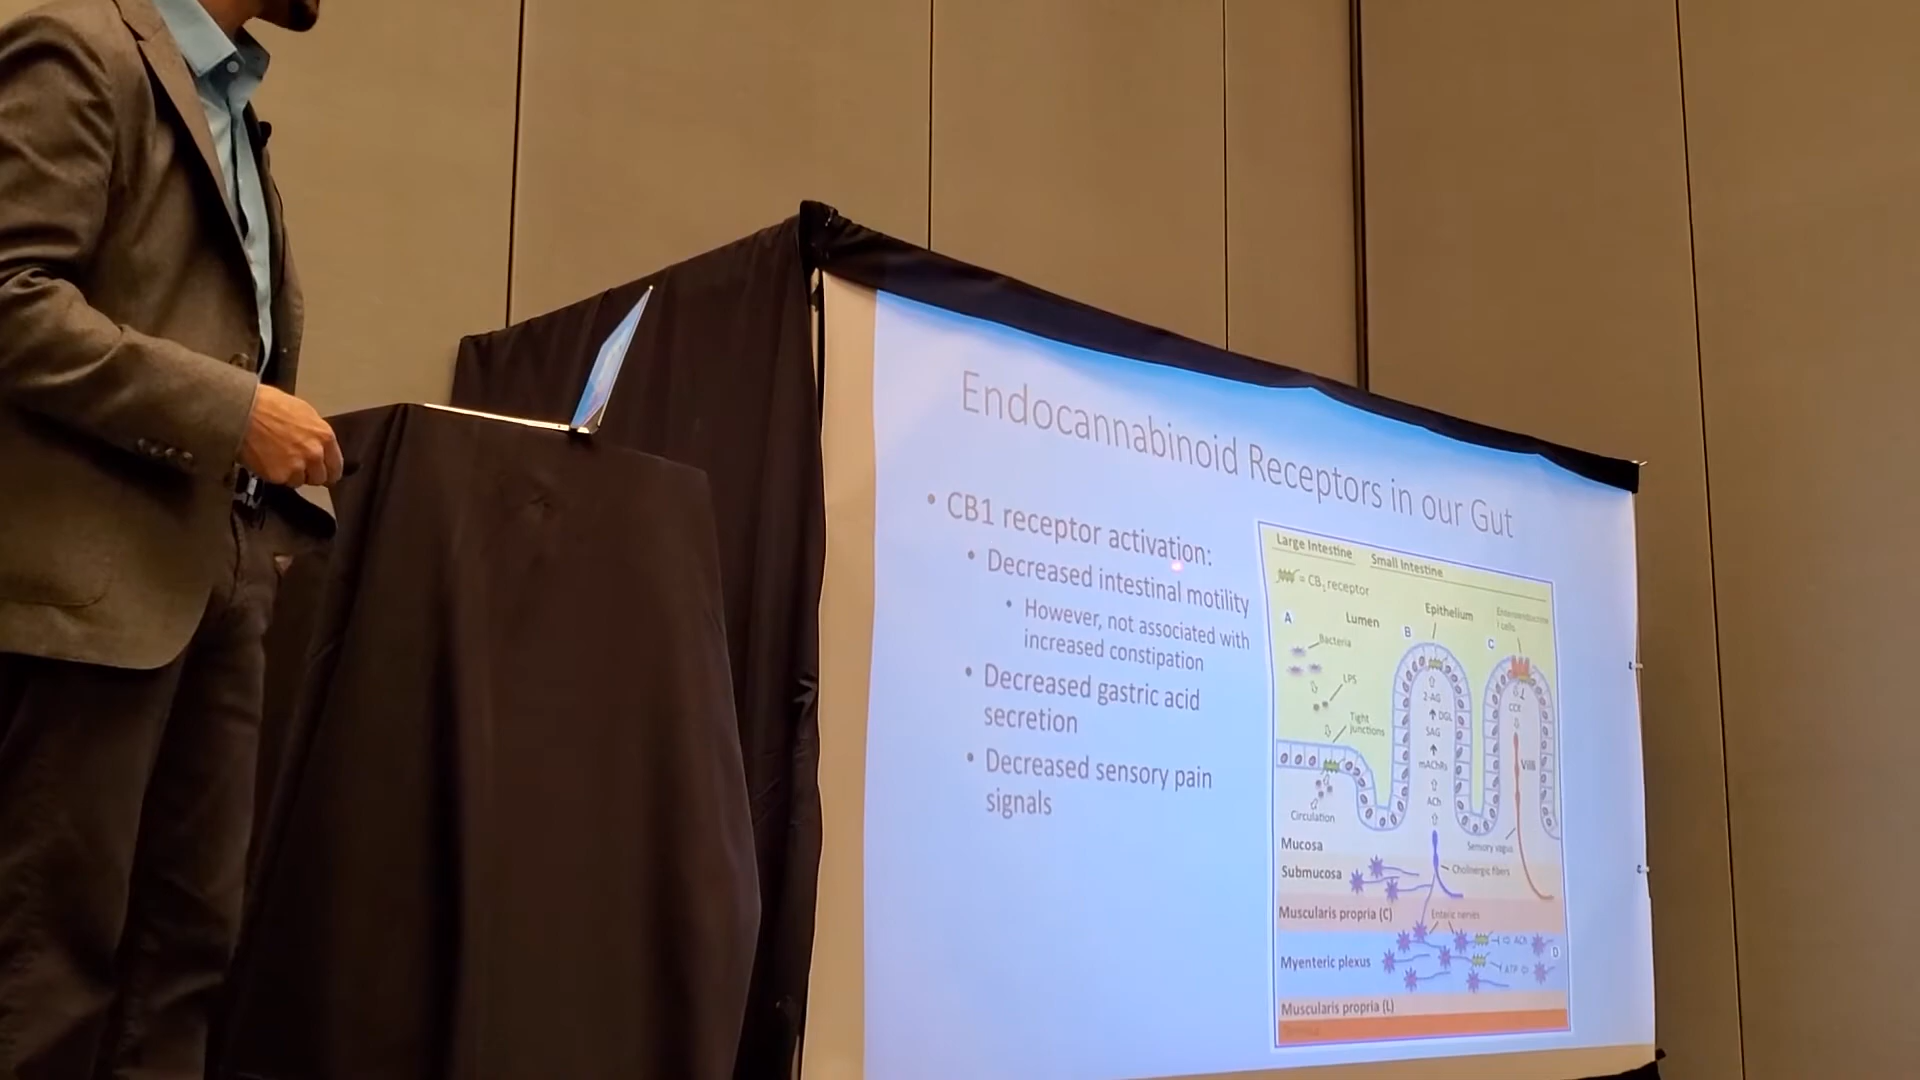 Endocannabinoid Receptors in our Gut
• CB1 receptor activation:
• Decreased intestinal motility
• However, not associated with
increased constipation
• Decreased gastric acid
secretion
• Decreased sensory pain
signals
Large Intestine Small Intestine
= CB₁ receptor
A Lumen B Epithelium C Enteroendocrine
I cells
Bacteria
LPS
Tight
junctions
Circulation
2-AG
DGL
SAG
mAChRs
ACh
CCK
Villi
Sensory vagus
Cholinergic fibers
Mucosa
Submucosa
Muscularis propria (C)
Enteric nerves
ACh
Myenteric plexus
D
ATP
Muscularis propria (L)